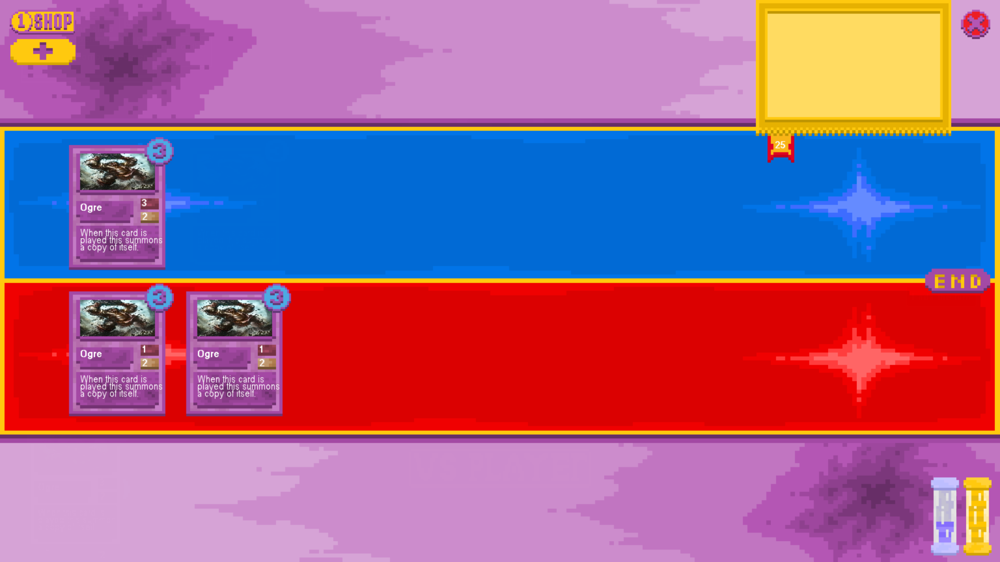 1 SHOP
+
25
3
Ogre
3
2
When this card is
played this summons
a copy of itself.
END
3
Ogre
1
2
When this card is
played this summons
a copy of itself.
3
Ogre
1
2
When this card is
played this summons
a copy of itself.